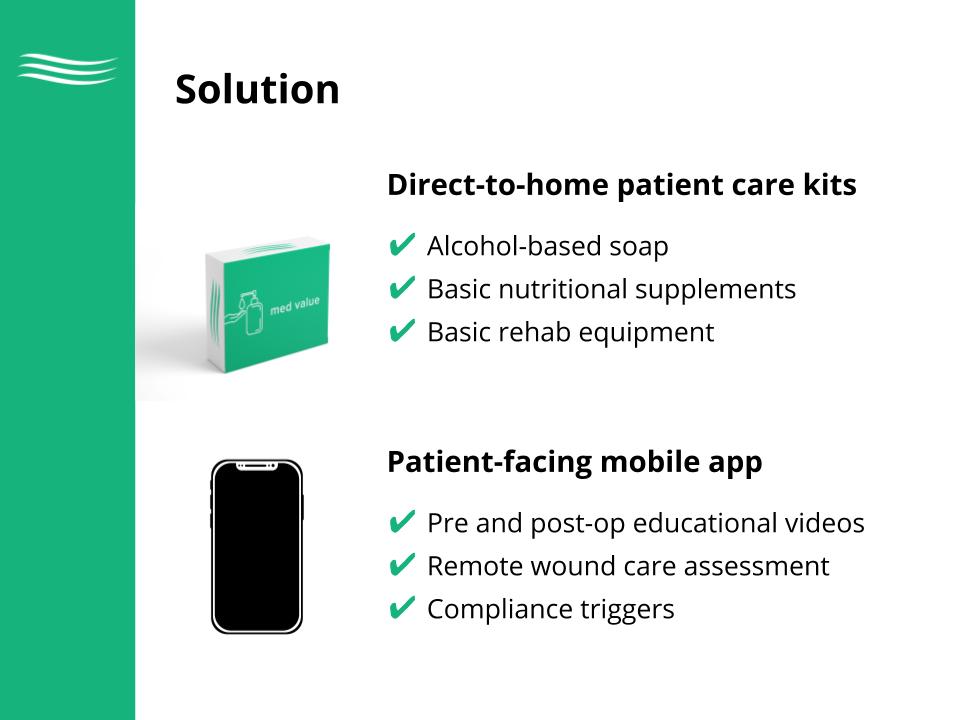 Solution
Direct-to-home patient care kits
✔ Alcohol-based soap
✔ Basic nutritional supplements
✔ Basic rehab equipment
med value
Patient-facing mobile app
✔ Pre and post-op educational videos
✔ Remote wound care assessment
✔ Compliance triggers